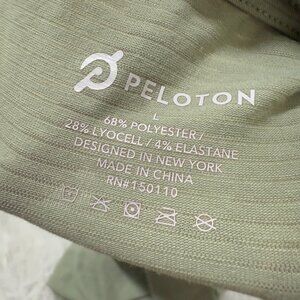 PELOTON
L
68% POLYESTER /
28% LYOCELL / 4% ELASTANE
DESIGNED IN NEW YORK
MADE IN CHINA
RN#150110